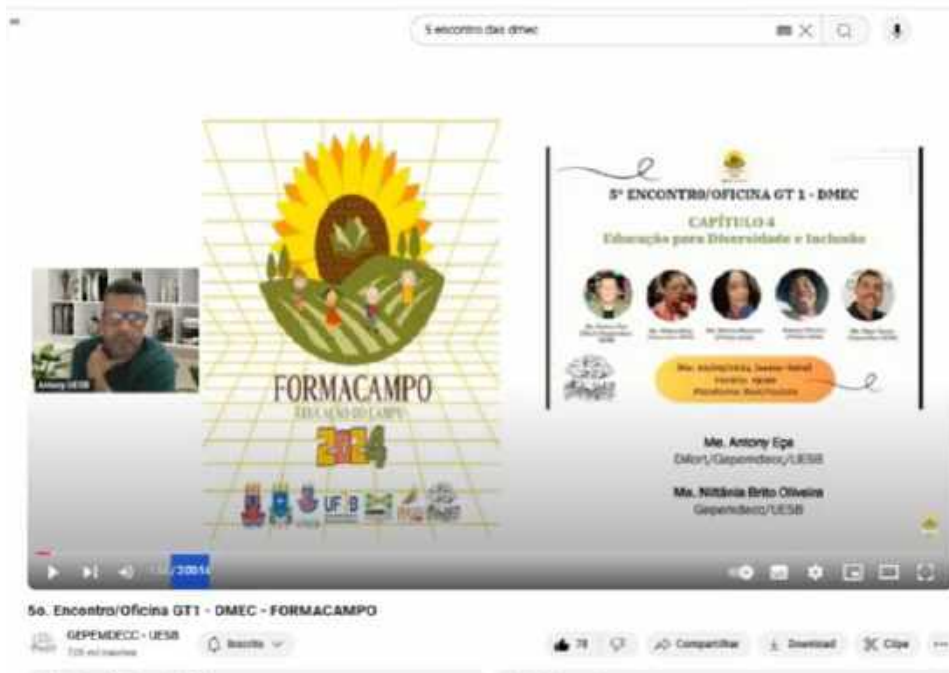 5 encontro das dmec
Antony UESB
FORMACAMPO
EDUCAÇÃO DO CAMPO
2024
UFSB
5º ENCONTRO/OFICINA GT 1 - DMEC
CAPÍTULO 4
Educação para Diversidade e Inclusão
Me. Antony Epa
/Gepemdecc/UESB
Ma. Niltânia Brito Oliveira
Gepemdecc/UESB
5o. Encontro/Oficina GT1 - DMEC - FORMACAMPO
GEPEMDECC - UESB
Inscrito
78
Compartilhar
Download
Clipe